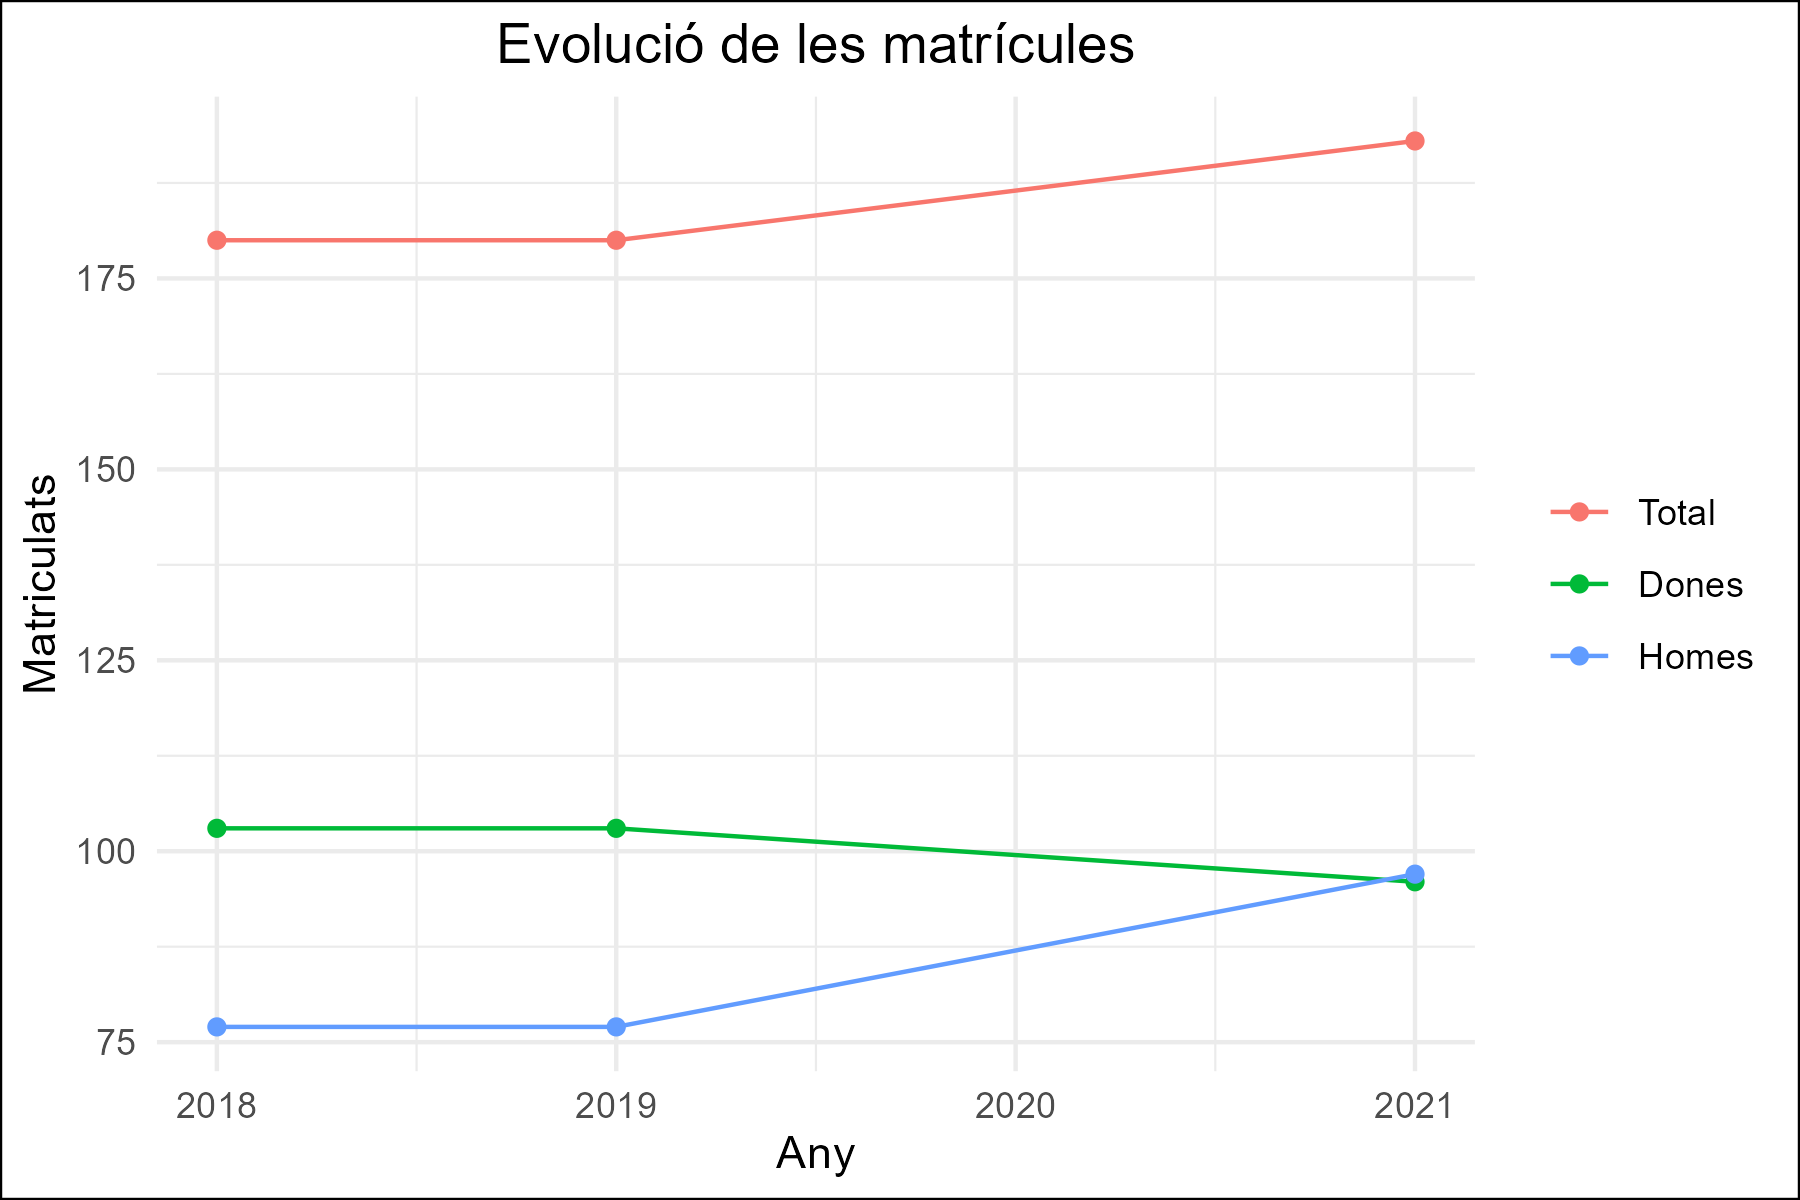 Evolució de les matrícules
Matriculats
175
150
125
100
75
2018
2019
2020
2021
Any
Total
Dones
Homes